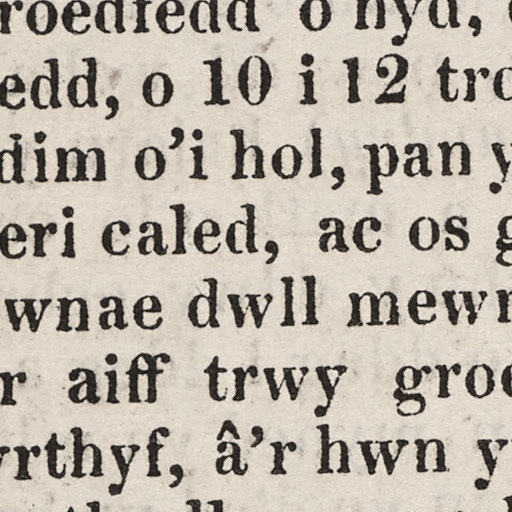 roedfedd o hyd,
edd, o 10 i 12 tro
dim o'i hol, pan y
eri caled, ac os g
wnae dwll mewn
r aiff trwy groe
yrthyf, â'r hwn y